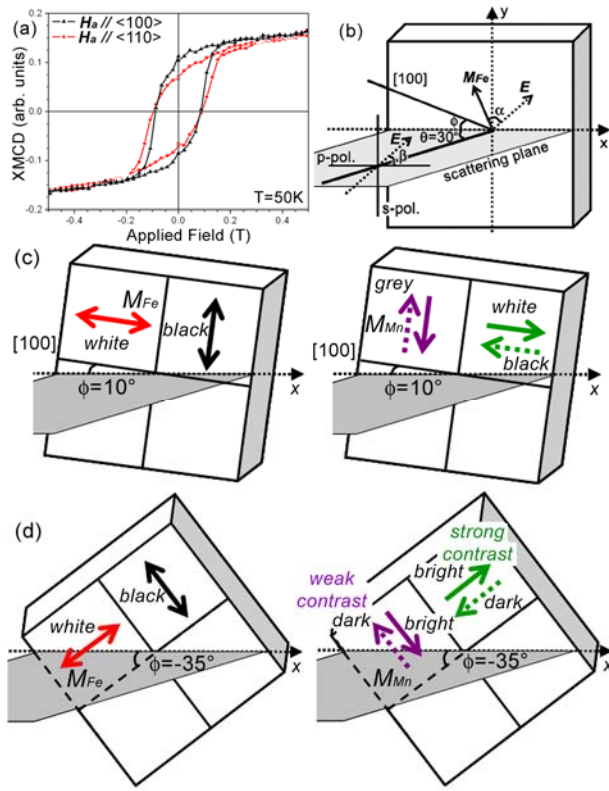 (a)
Ha // <100>
Ha // <110>
XMCD (arb. units)
0.2
0.1
0.0
-0.1
-0.2
T=50K
-0.4 -0.2 0.0 0.2 0.4
Applied Field (T)
(b)
y
[100]
MFe
α
E
E
ϕ
θ=30°
β
x
p-pol.
scattering plane
s-pol.
(c)
MFe
black
white
[100]
ϕ=10°
x
grey
white
MMn
black
[100]
ϕ=10°
x
(d)
black
white
MFe
ϕ=-35°
x
strong
contrast
bright
weak
contrast
dark
dark
bright
MMn
ϕ=-35°
x